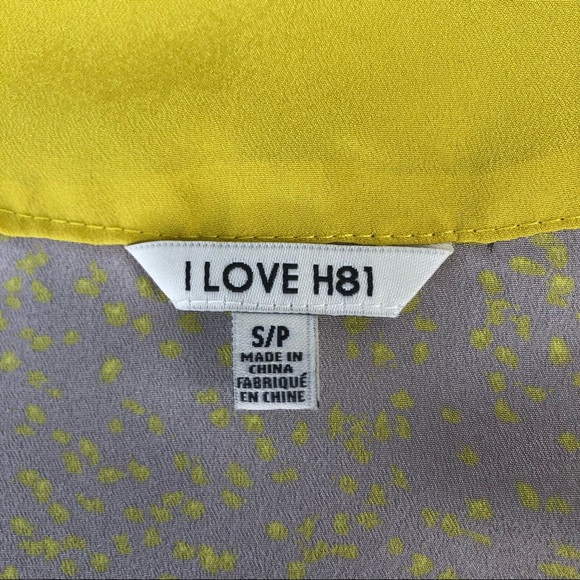 I LOVE H81
S/P
MADE IN
CHINA
FABRIQUÉ
EN CHINE